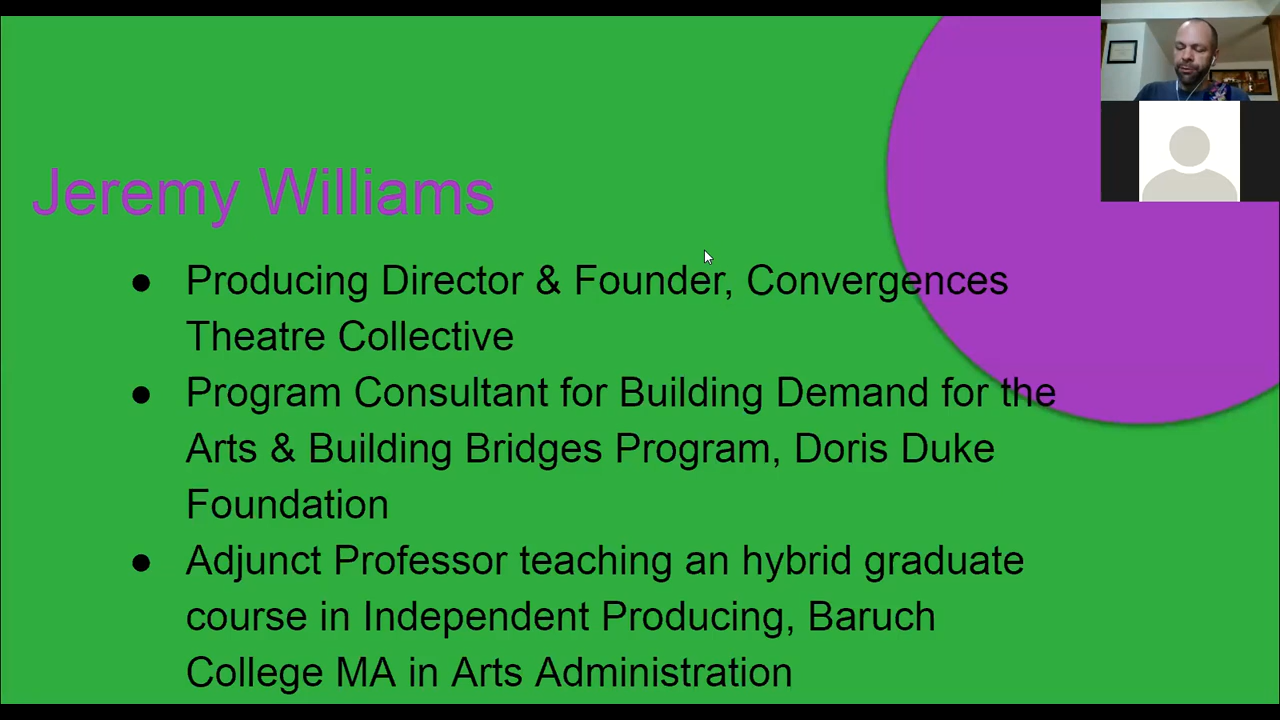 Jeremy Williams
● Producing Director & Founder, Convergences
Theatre Collective
● Program Consultant for Building Demand for the
Arts & Building Bridges Program, Doris Duke
Foundation
● Adjunct Professor teaching an hybrid graduate
course in Independent Producing, Baruch
College MA in Arts Administration